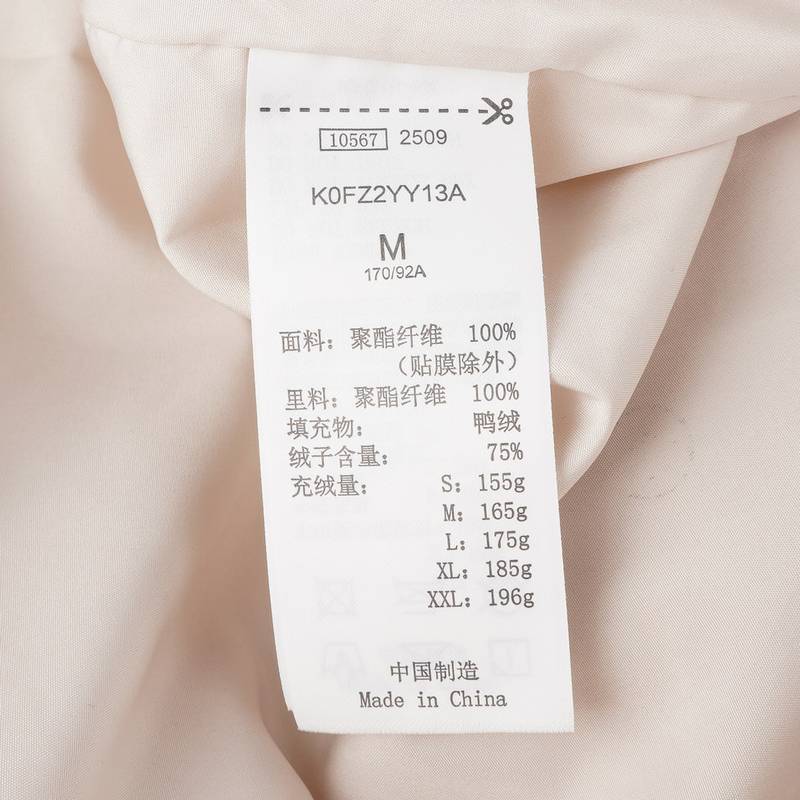 10567 2509
K0FZ2YY13A
M
170/92A
面料：聚酯纤维 100%
（贴膜除外）
里料：聚酯纤维 100%
填充物： 鸭绒
绒子含量： 75%
充绒量： S：155g
M：165g
L：175g
XL：185g
XXL：196g
中国制造
Made in China